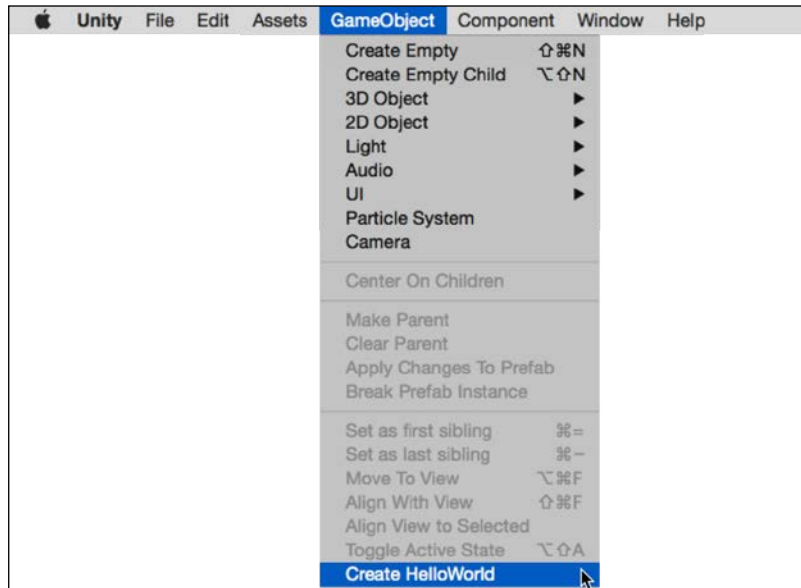 Unity File Edit Assets GameObject Component Window Help
Create Empty ⇧⌘N
Create Empty Child ⌥⇧N
3D Object ▶
2D Object ▶
Light ▶
Audio ▶
UI ▶
Particle System
Camera
Center On Children
Make Parent
Clear Parent
Apply Changes To Prefab
Break Prefab Instance
Set as first sibling ⌘=
Set as last sibling ⌘−
Move To View ⌥⌘F
Align With View ⇧⌘F
Align View to Selected
Toggle Active State ⌥⇧A
Create HelloWorld